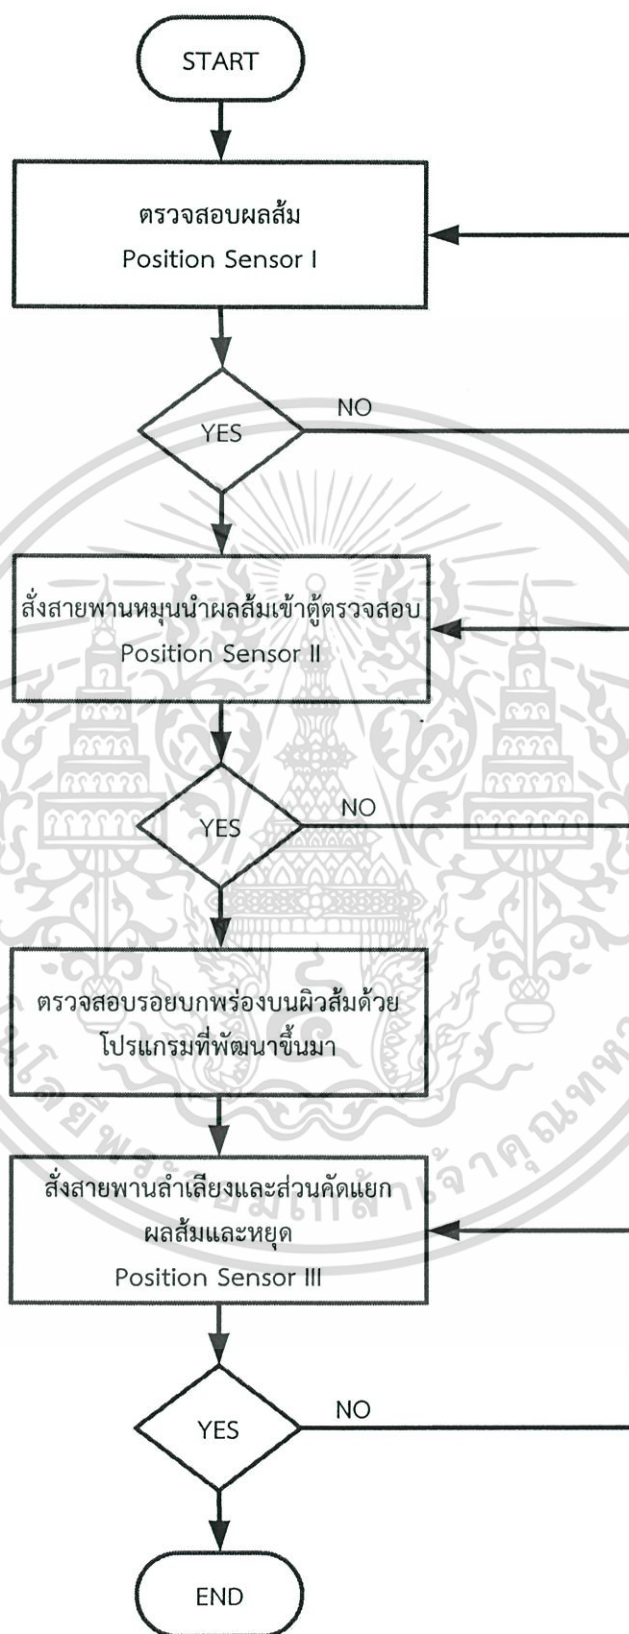 START
ตรวจสอบผลส้ม
Position Sensor I
NO
YES
สั่งสายพานหมุนนำผลส้มเข้าตู้ตรวจสอบ
Position Sensor II
NO
YES
ตรวจสอบรอยบกพร่องบนผิวส้มด้วย
โปรแกรมที่พัฒนาขึ้นมา
สั่งสายพานลำเลียงและส่วนคัดแยก
ผลส้มและหยุด
Position Sensor III
NO
YES
END